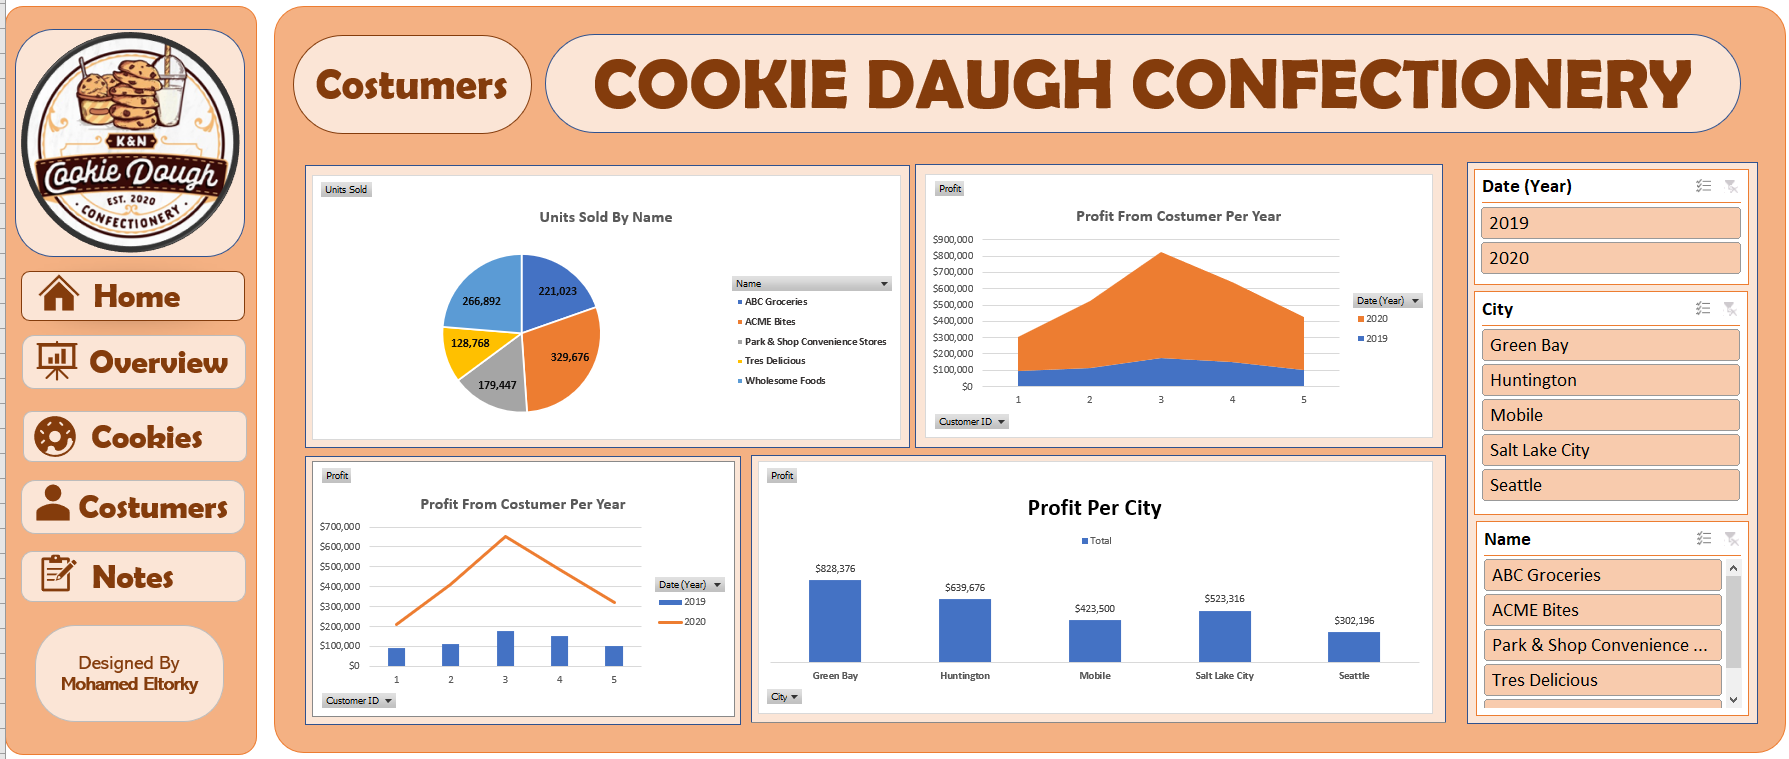 K&N
Cookie Dough
EST. 2020
CONFECTIONERY
Home
Overview
Cookies
Costumers
Notes
Designed By
Mohamed Eltorky
Costumers
COOKIE DAUGH CONFECTIONERY
Units Sold
Units Sold By Name
266,892
221,023
128,768
329,676
179,447
Name
ABC Groceries
ACME Bites
Park & Shop Convenience Stores
Tres Delicious
Wholesome Foods
Profit
Profit From Costumer Per Year
$900,000
$800,000
$700,000
$600,000
$500,000
$400,000
$300,000
$200,000
$100,000
$0
1 2 3 4 5
Date (Year)
2020
2019
Customer ID
Profit
Profit From Costumer Per Year
$700,000
$600,000
$500,000
$400,000
$300,000
$200,000
$100,000
$0
1 2 3 4 5
Date (Year)
2019
2020
Customer ID
Profit
Profit Per City
Total
$828,376
$639,676
$423,500
$523,316
$302,196
Green Bay Huntington Mobile Salt Lake City Seattle
City
Date (Year)
2019
2020
City
Green Bay
Huntington
Mobile
Salt Lake City
Seattle
Name
ABC Groceries
ACME Bites
Park & Shop Convenience ...
Tres Delicious